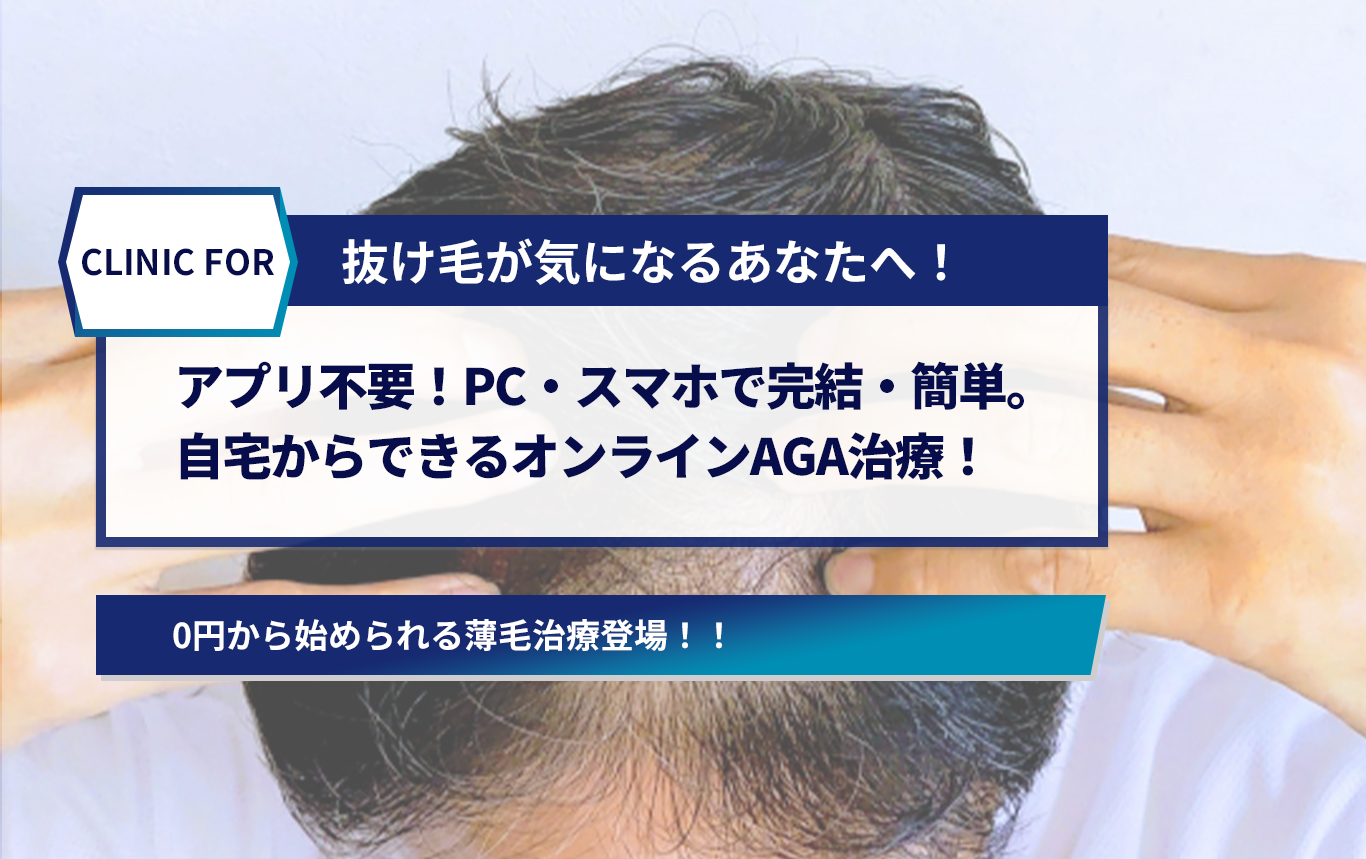 CLINIC FOR
抜け毛が気になるあなたへ！
アプリ不要！PC・スマホで完結・簡単。
自宅からできるオンラインAGA治療！
0円から始められる薄毛治療登場！！